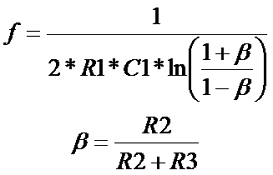 f = 1 / (2 * R1 * C1 * ln((1 + β) / (1 − β)))
β = R2 / (R2 + R3)